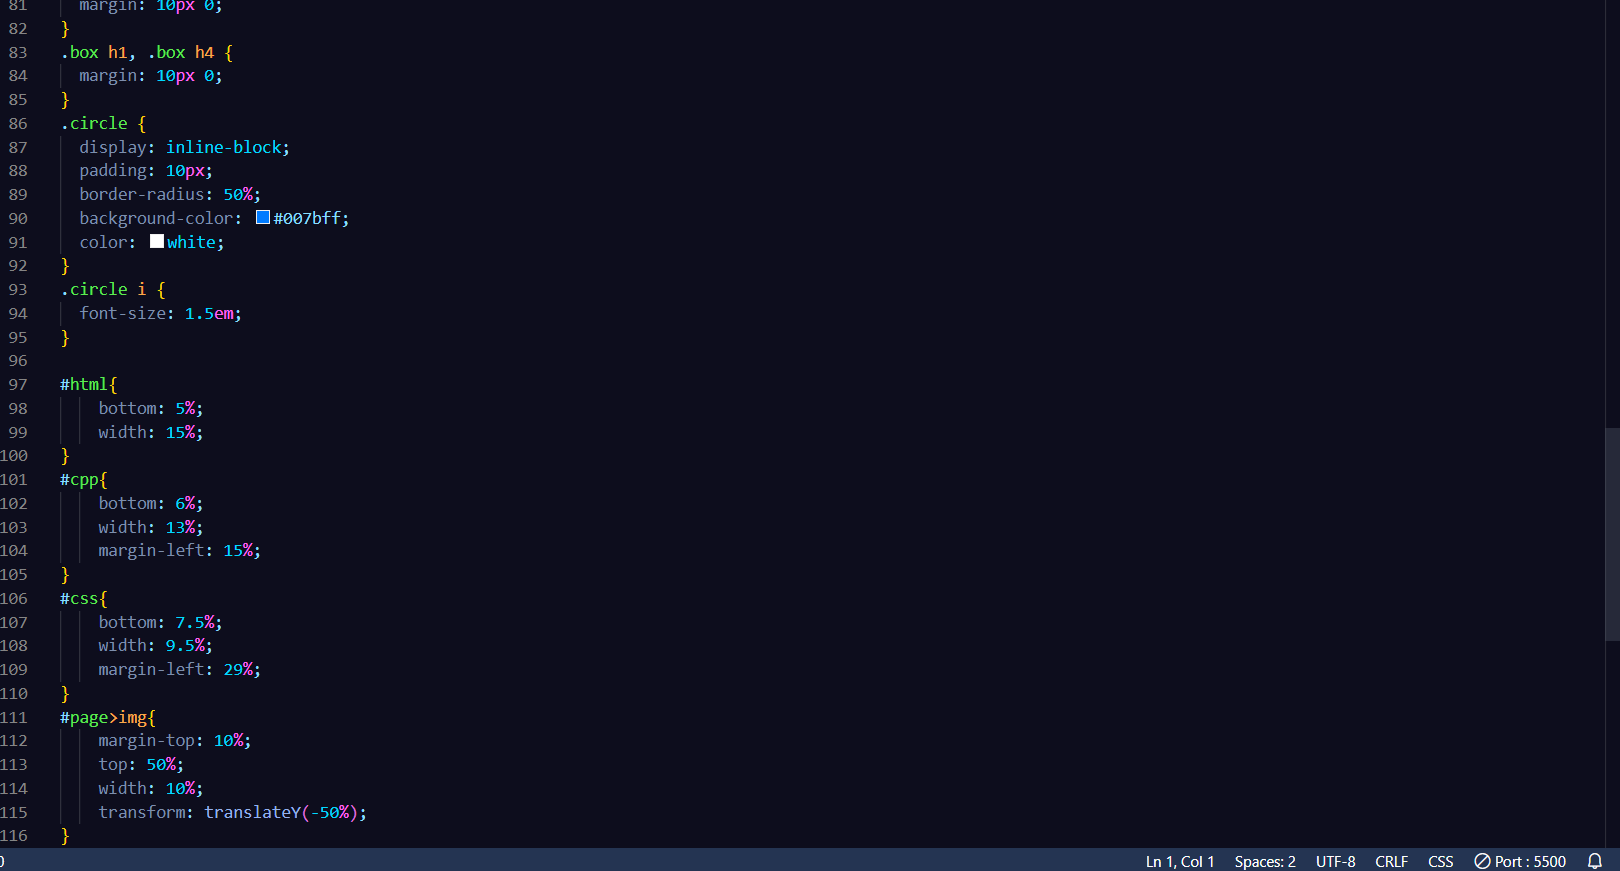 81 margin: 10px 0;
82 }
83 .box h1, .box h4 {
84 margin: 10px 0;
85 }
86 .circle {
87 display: inline-block;
88 padding: 10px;
89 border-radius: 50%;
90 background-color: #007bff;
91 color: white;
92 }
93 .circle i {
94 font-size: 1.5em;
95 }
96
97 #html{
98 bottom: 5%;
99 width: 15%;
100 }
101 #cpp{
102 bottom: 6%;
103 width: 13%;
104 margin-left: 15%;
105 }
106 #css{
107 bottom: 7.5%;
108 width: 9.5%;
109 margin-left: 29%;
110 }
111 #page>img{
112 margin-top: 10%;
113 top: 50%;
114 width: 10%;
115 transform: translateY(-50%);
116 }
0 Ln 1, Col 1 Spaces: 2 UTF-8 CRLF CSS Port : 5500